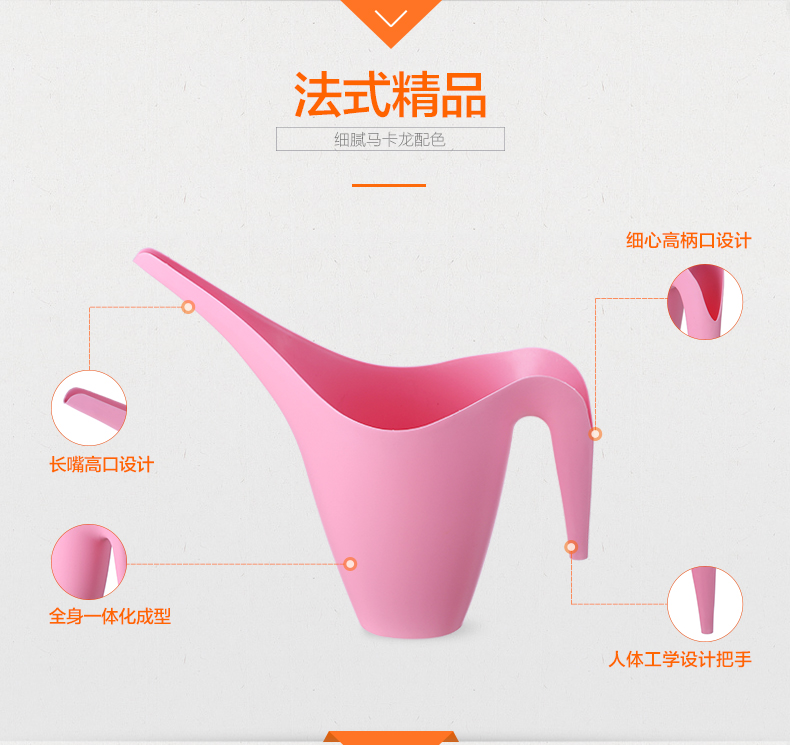 法式精品
细腻马卡龙配色
细心高柄口设计
长嘴高口设计
全身一体化成型
人体工学设计把手